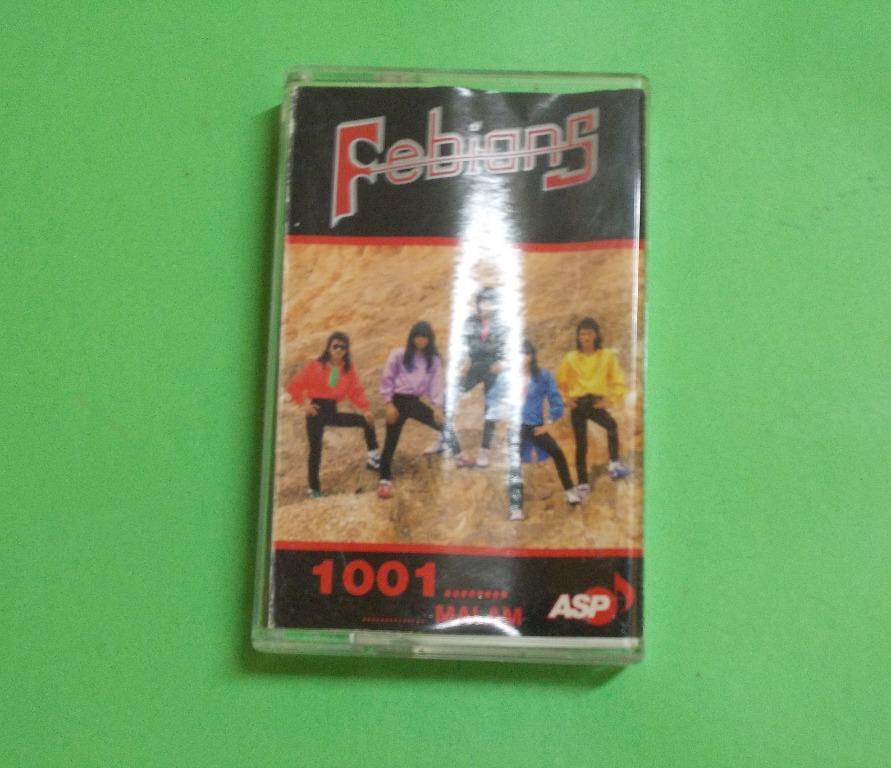 Febians
1001........
............. MALAM
ASP